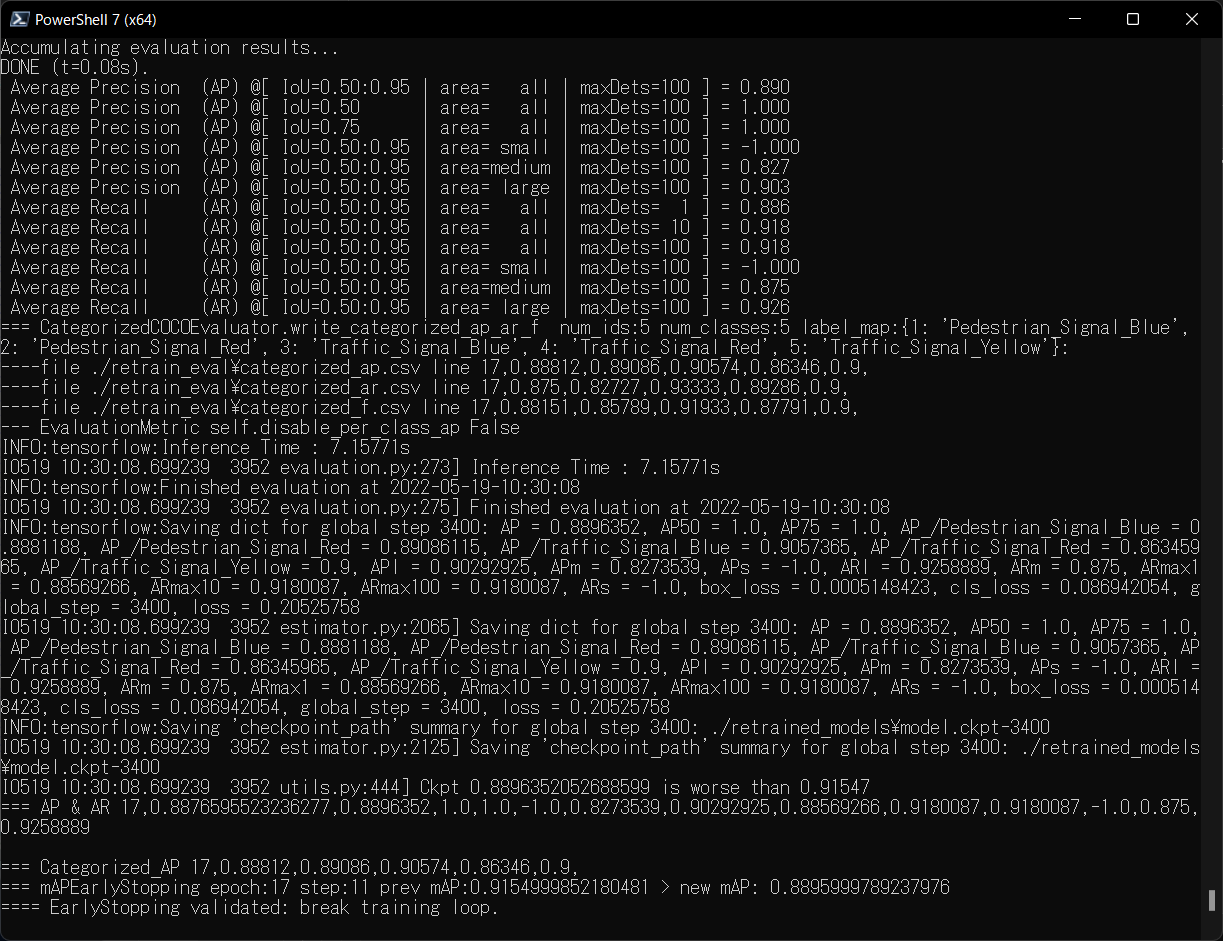 PowerShell 7 (x64)
Accumulating evaluation results...
DONE (t=0.08s).
Average Precision  (AP) @[ IoU=0.50:0.95 | area=   all | maxDets=100 ] = 0.890
Average Precision  (AP) @[ IoU=0.50      | area=   all | maxDets=100 ] = 1.000
Average Precision  (AP) @[ IoU=0.75      | area=   all | maxDets=100 ] = 1.000
Average Precision  (AP) @[ IoU=0.50:0.95 | area= small | maxDets=100 ] = -1.000
Average Precision  (AP) @[ IoU=0.50:0.95 | area=medium | maxDets=100 ] = 0.827
Average Precision  (AP) @[ IoU=0.50:0.95 | area= large | maxDets=100 ] = 0.903
Average Recall     (AR) @[ IoU=0.50:0.95 | area=   all | maxDets=  1 ] = 0.886
Average Recall     (AR) @[ IoU=0.50:0.95 | area=   all | maxDets= 10 ] = 0.918
Average Recall     (AR) @[ IoU=0.50:0.95 | area=   all | maxDets=100 ] = 0.918
Average Recall     (AR) @[ IoU=0.50:0.95 | area= small | maxDets=100 ] = -1.000
Average Recall     (AR) @[ IoU=0.50:0.95 | area=medium | maxDets=100 ] = 0.875
Average Recall     (AR) @[ IoU=0.50:0.95 | area= large | maxDets=100 ] = 0.926
=== CategorizedCOCOEvaluator.write_categorized_ap_ar_f  num_ids:5 num_classes:5 label_map:{1: 'Pedestrian_Signal_Blue',
2: 'Pedestrian_Signal_Red', 3: 'Traffic_Signal_Blue', 4: 'Traffic_Signal_Red', 5: 'Traffic_Signal_Yellow'}:
----file ./retrain_eval¥categorized_ap.csv line 17,0.88812,0.89086,0.90574,0.86346,0.9,
----file ./retrain_eval¥categorized_ar.csv line 17,0.875,0.82727,0.93333,0.89286,0.9,
----file ./retrain_eval¥categorized_f.csv line 17,0.88151,0.85789,0.91933,0.87791,0.9,
--- EvaluationMetric self.disable_per_class_ap False
INFO:tensorflow:Inference Time : 7.15771s
I0519 10:30:08.699239  3952 evaluation.py:273] Inference Time : 7.15771s
INFO:tensorflow:Finished evaluation at 2022-05-19-10:30:08
I0519 10:30:08.699239  3952 evaluation.py:275] Finished evaluation at 2022-05-19-10:30:08
INFO:tensorflow:Saving dict for global step 3400: AP = 0.8896352, AP50 = 1.0, AP75 = 1.0, AP_/Pedestrian_Signal_Blue = 0
.8881188, AP_/Pedestrian_Signal_Red = 0.89086115, AP_/Traffic_Signal_Blue = 0.9057365, AP_/Traffic_Signal_Red = 0.863459
65, AP_/Traffic_Signal_Yellow = 0.9, APl = 0.90292925, APm = 0.8273539, APs = -1.0, ARl = 0.9258889, ARm = 0.875, ARmax1
= 0.88569266, ARmax10 = 0.9180087, ARmax100 = 0.9180087, ARs = -1.0, box_loss = 0.0005148423, cls_loss = 0.086942054, g
lobal_step = 3400, loss = 0.20525758
I0519 10:30:08.699239  3952 estimator.py:2065] Saving dict for global step 3400: AP = 0.8896352, AP50 = 1.0, AP75 = 1.0,
AP_/Pedestrian_Signal_Blue = 0.8881188, AP_/Pedestrian_Signal_Red = 0.89086115, AP_/Traffic_Signal_Blue = 0.9057365, AP
_/Traffic_Signal_Red = 0.86345965, AP_/Traffic_Signal_Yellow = 0.9, APl = 0.90292925, APm = 0.8273539, APs = -1.0, ARl =
0.9258889, ARm = 0.875, ARmax1 = 0.88569266, ARmax10 = 0.9180087, ARmax100 = 0.9180087, ARs = -1.0, box_loss = 0.000514
8423, cls_loss = 0.086942054, global_step = 3400, loss = 0.20525758
INFO:tensorflow:Saving 'checkpoint_path' summary for global step 3400: ./retrained_models¥model.ckpt-3400
I0519 10:30:08.699239  3952 estimator.py:2125] Saving 'checkpoint_path' summary for global step 3400: ./retrained_models
¥model.ckpt-3400
I0519 10:30:08.699239  3952 utils.py:444] Ckpt 0.8896352052688599 is worse than 0.91547
=== AP & AR 17,0.8876595523236277,0.8896352,1.0,1.0,-1.0,0.8273539,0.90292925,0.88569266,0.9180087,0.9180087,-1.0,0.875,
0.9258889
=== Categorized_AP 17,0.88812,0.89086,0.90574,0.86346,0.9,
=== mAPEarlyStopping epoch:17 step:11 prev mAP:0.9154999852180481 > new mAP: 0.8895999789237976
==== EarlyStopping validated: break training loop.